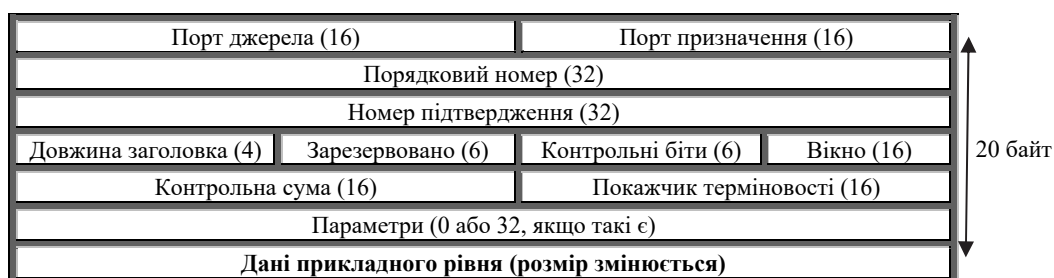 Порт джерела (16) Порт призначення (16)
Порядковий номер (32)
Номер підтвердження (32)
Довжина заголовка (4) Зарезервовано (6) Контрольні біти (6) Вікно (16) 20 байт
Контрольна сума (16) Покажчик терміновості (16)
Параметри (0 або 32, якщо такі є)
Дані прикладного рівня (розмір змінюється)